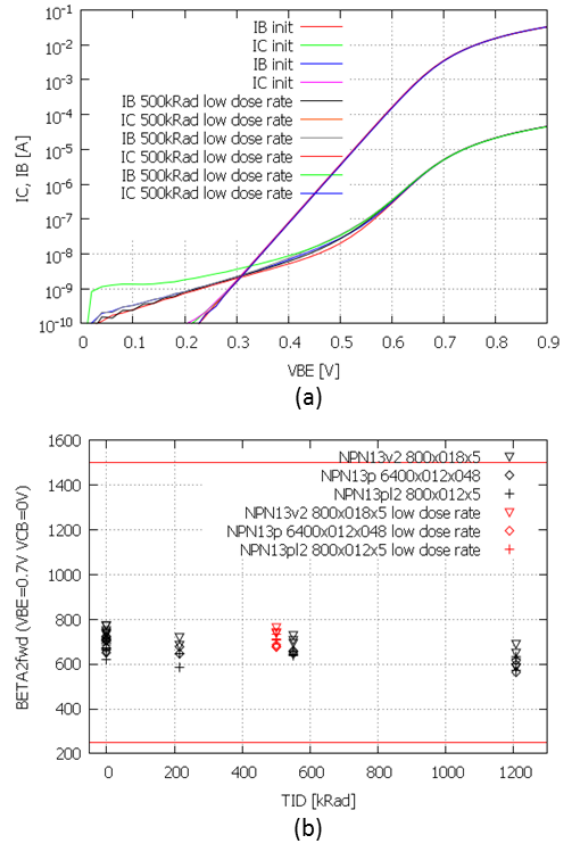 10⁻¹
10⁻²
10⁻³
10⁻⁴
10⁻⁵
10⁻⁶
10⁻⁷
10⁻⁸
10⁻⁹
10⁻¹⁰
IC, IB [A]
IB init
IC init
IB init
IC init
IB 500kRad low dose rate
IC 500kRad low dose rate
IB 500kRad low dose rate
IC 500kRad low dose rate
IB 500kRad low dose rate
IC 500kRad low dose rate
0 0.1 0.2 0.3 0.4 0.5 0.6 0.7 0.8 0.9
VBE [V]
(a)
1600
1400
1200
1000
800
600
400
200
BETA2fwd (VBE=0.7V VCB=0V)
NPN13v2 800x018x5
NPN13p 6400x012x048
NPN13pl2 800x012x5
NPN13v2 800x018x5 low dose rate
NPN13p 6400x012x048 low dose rate
NPN13pl2 800x012x5 low dose rate
0 200 400 600 800 1000 1200
TID [kRad]
(b)